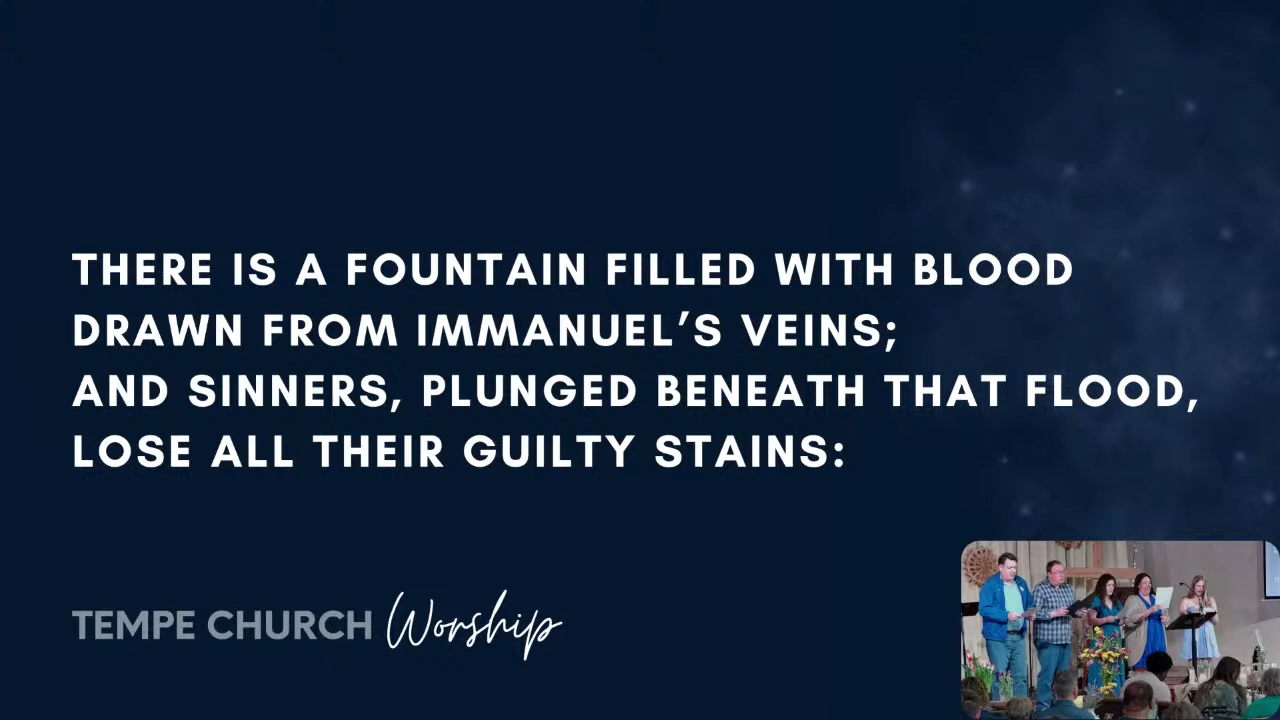 THERE IS A FOUNTAIN FILLED WITH BLOOD
DRAWN FROM IMMANUEL’S VEINS;
AND SINNERS, PLUNGED BENEATH THAT FLOOD,
LOSE ALL THEIR GUILTY STAINS:
TEMPE CHURCH Worship